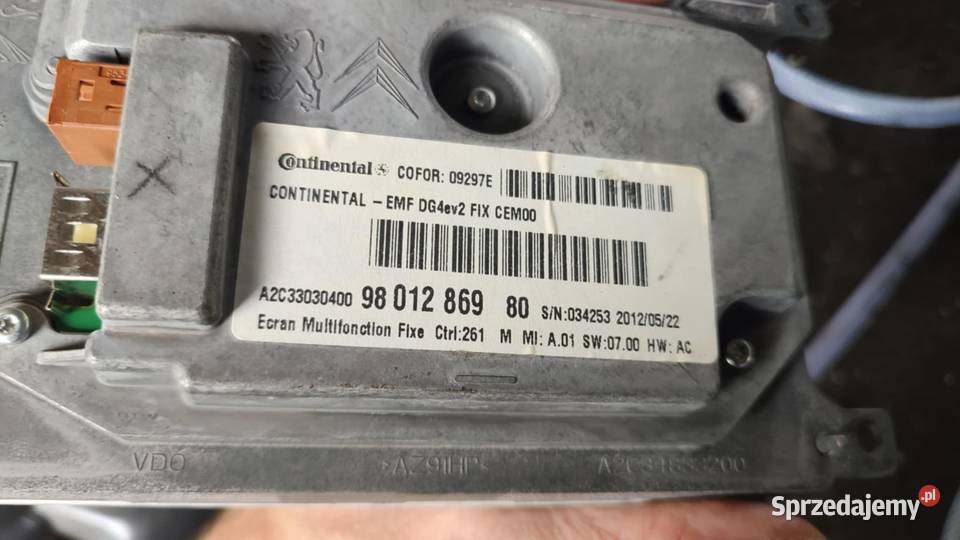 Continental COFOR: 09297E
CONTINENTAL - EMF DG4ev2 FIX CEM00
A2C33030400 98 012 869 80 S/N:034253 2012/05/22
Ecran Multifonction Fixe Ctrl:261 M MI: A.01 SW:07.00 HW: AC
VDO >AZ91HP<
Sprzedajemy.pl